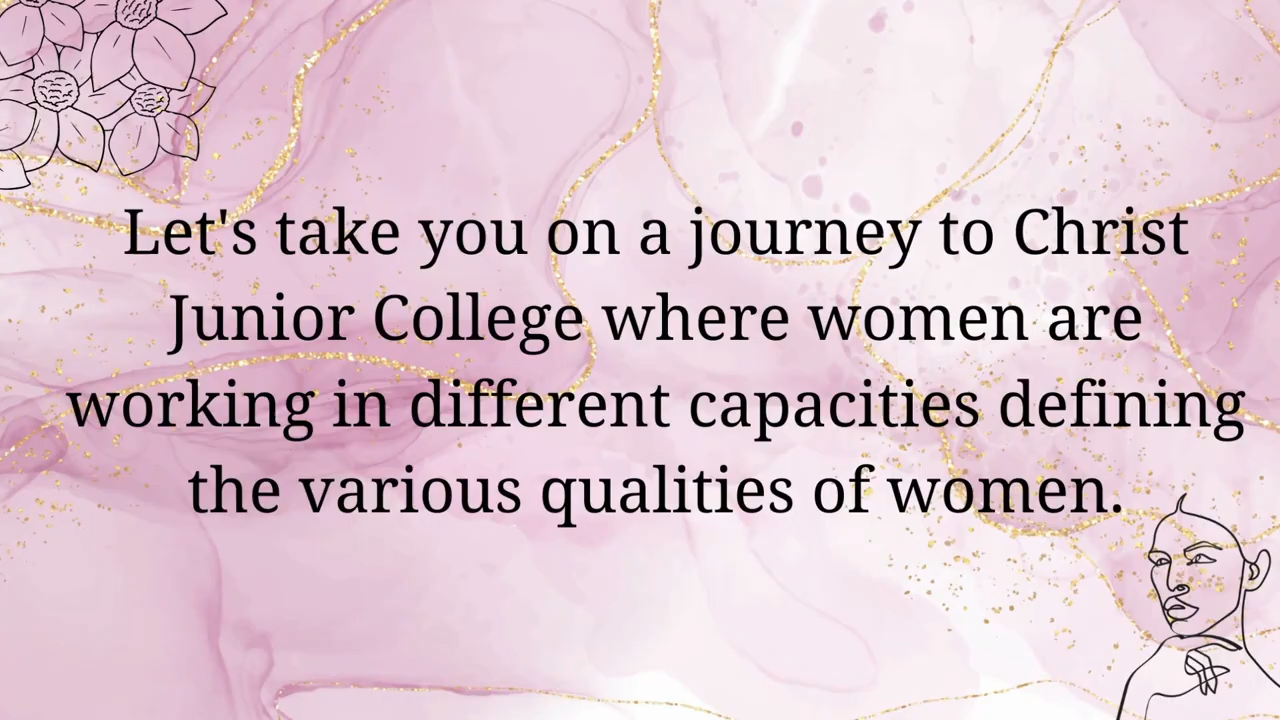 Let's take you on a journey to Christ
Junior College where women are
working in different capacities defining
the various qualities of women.